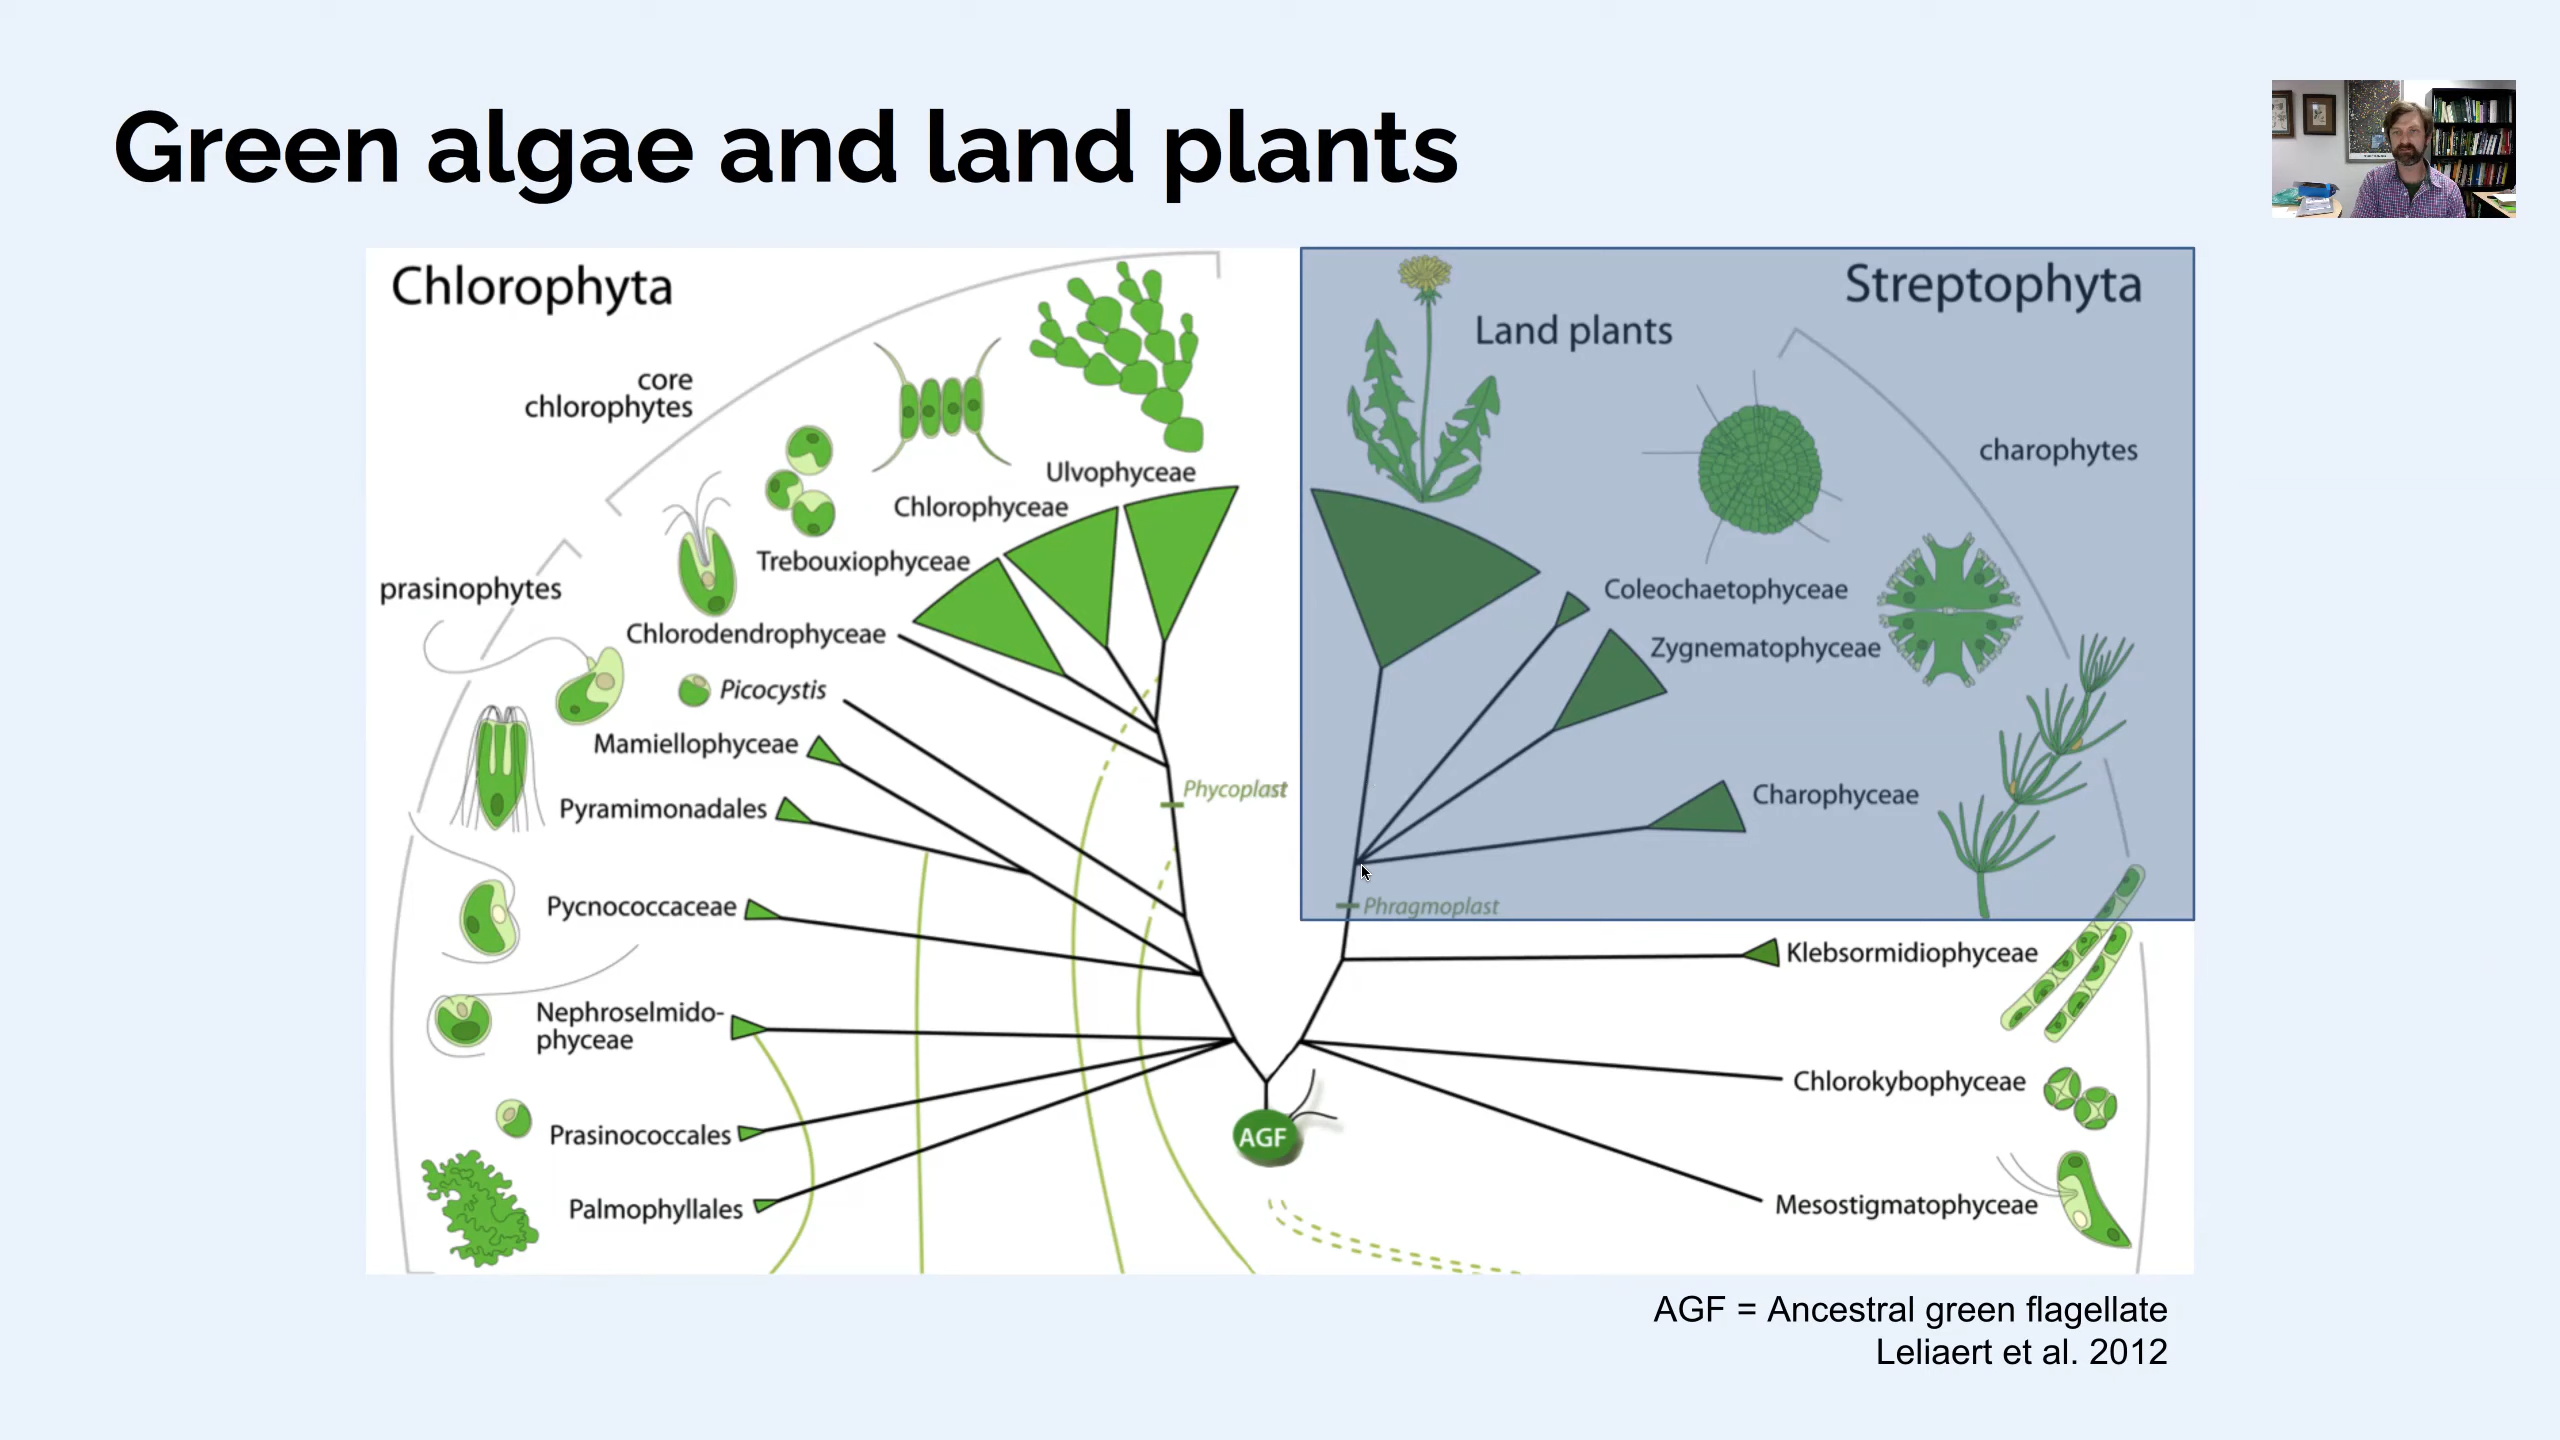 Green algae and land plants
Chlorophyta
Streptophyta
Land plants
core
chlorophytes
charophytes
Ulvophyceae
Chlorophyceae
Trebouxiophyceae
prasinophytes
Coleochaetophyceae
Chlorodendrophyceae
Zygnematophyceae
Picocystis
Mamiellophyceae
Phycoplast
Charophyceae
Pyramimonadales
Pycnococcaceae
Phragmoplast
Klebsormidiophyceae
Nephroselmido-
phyceae
Chlorokybophyceae
Prasinococcales
AGF
Palmophyllales
Mesostigmatophyceae
AGF = Ancestral green flagellate
Leliaert et al. 2012